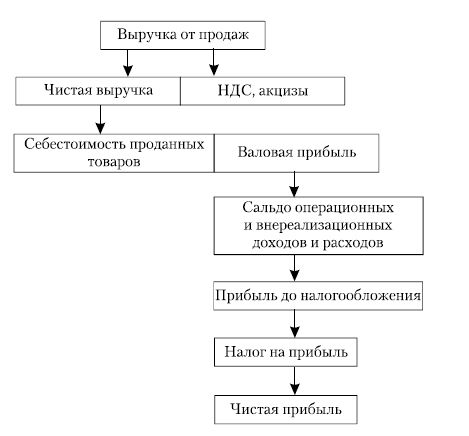 Выручка от продаж
Чистая выручка
НДС, акцизы
Себестоимость проданных
товаров
Валовая прибыль
Сальдо операционных
и внереализационных
доходов и расходов
Прибыль до налогообложения
Налог на прибыль
Чистая прибыль